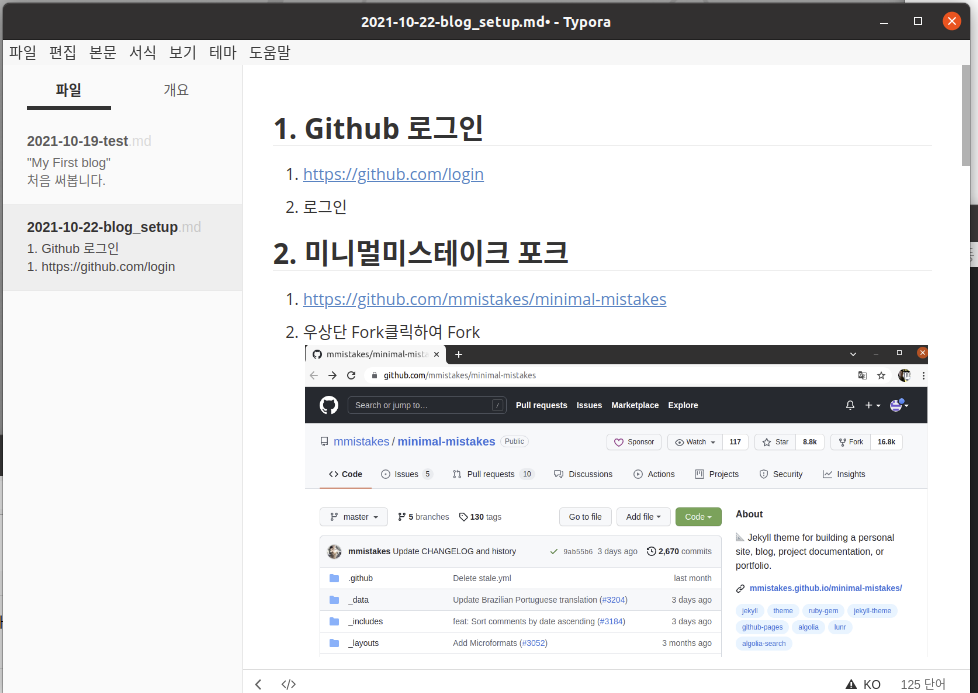 2021-10-22-blog_setup.md• - Typora
파일 편집 본문 서식 보기 테마 도움말
파일 개요
2021-10-19-test.md
"My First blog"
처음 써봅니다.
2021-10-22-blog_setup.md
1. Github 로그인
1. https://github.com/login
1. Github 로그인
1. https://github.com/login
2. 로그인
2. 미니멀미스테이크 포크
1. https://github.com/mmistakes/minimal-mistakes
2. 우상단 Fork클릭하여 Fork
mmistakes/minimal-mista
github.com/mmistakes/minimal-mistakes
Search or jump to... / Pull requests Issues Marketplace Explore
mmistakes / minimal-mistakes Public Sponsor Watch 117 Star 8.8k Fork 16.8k
Code Issues 5 Pull requests 10 Discussions Actions Projects Security Insights
master 5 branches 130 tags Go to file Add file Code
mmistakes Update CHANGELOG and history 9ab55b6 3 days ago 2,670 commits
.github Delete stale.yml last month
_data Update Brazilian Portuguese translation (#3204) 3 days ago
_includes feat: Sort comments by date ascending (#3184) 3 days ago
_layouts Add Microformats (#3052) 3 months ago
About
Jekyll theme for building a personal
site, blog, project documentation, or
portfolio.
mmistakes.github.io/minimal-mistakes/
jekyll theme ruby-gem jekyll-theme
github-pages algolia lunr
algolia-search
</> KO 125 단어